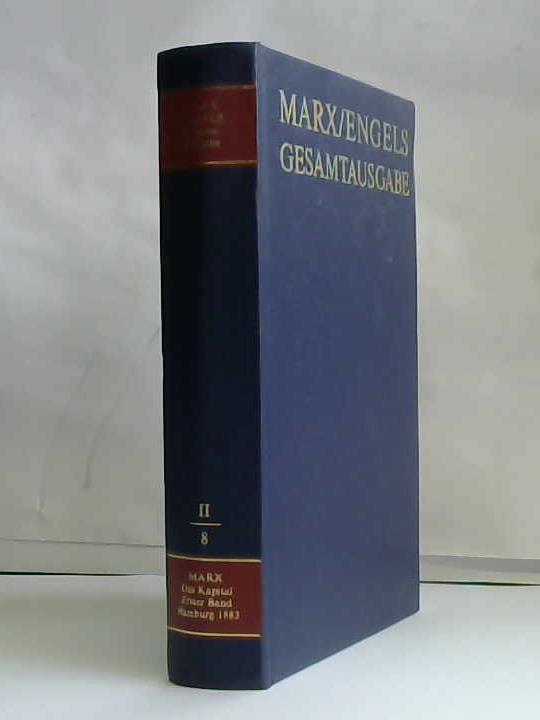 MARX/ENGELS
GESAMTAUSGABE
II
8
MARX
Das Kapital
Erster Band
Hamburg 1883